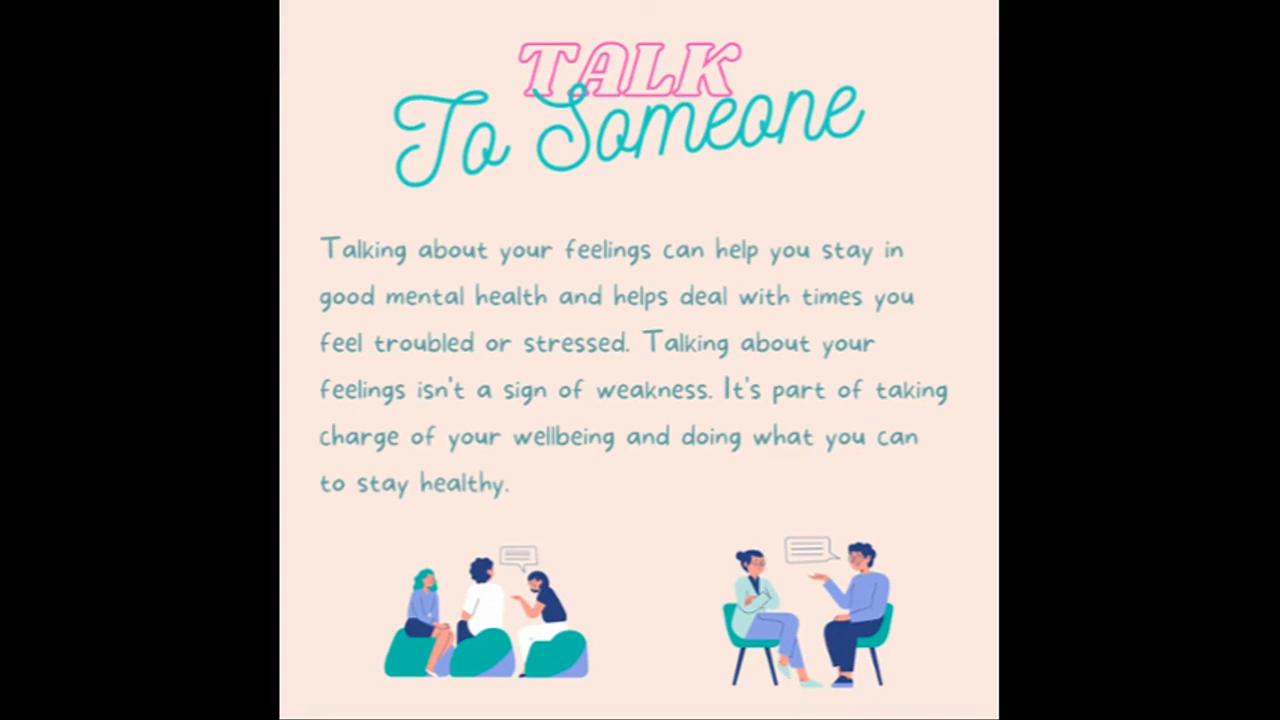 TALK
To Someone
Talking about your feelings can help you stay in
good mental health and helps deal with times you
feel troubled or stressed. Talking about your
feelings isn't a sign of weakness. It's part of taking
charge of your wellbeing and doing what you can
to stay healthy.